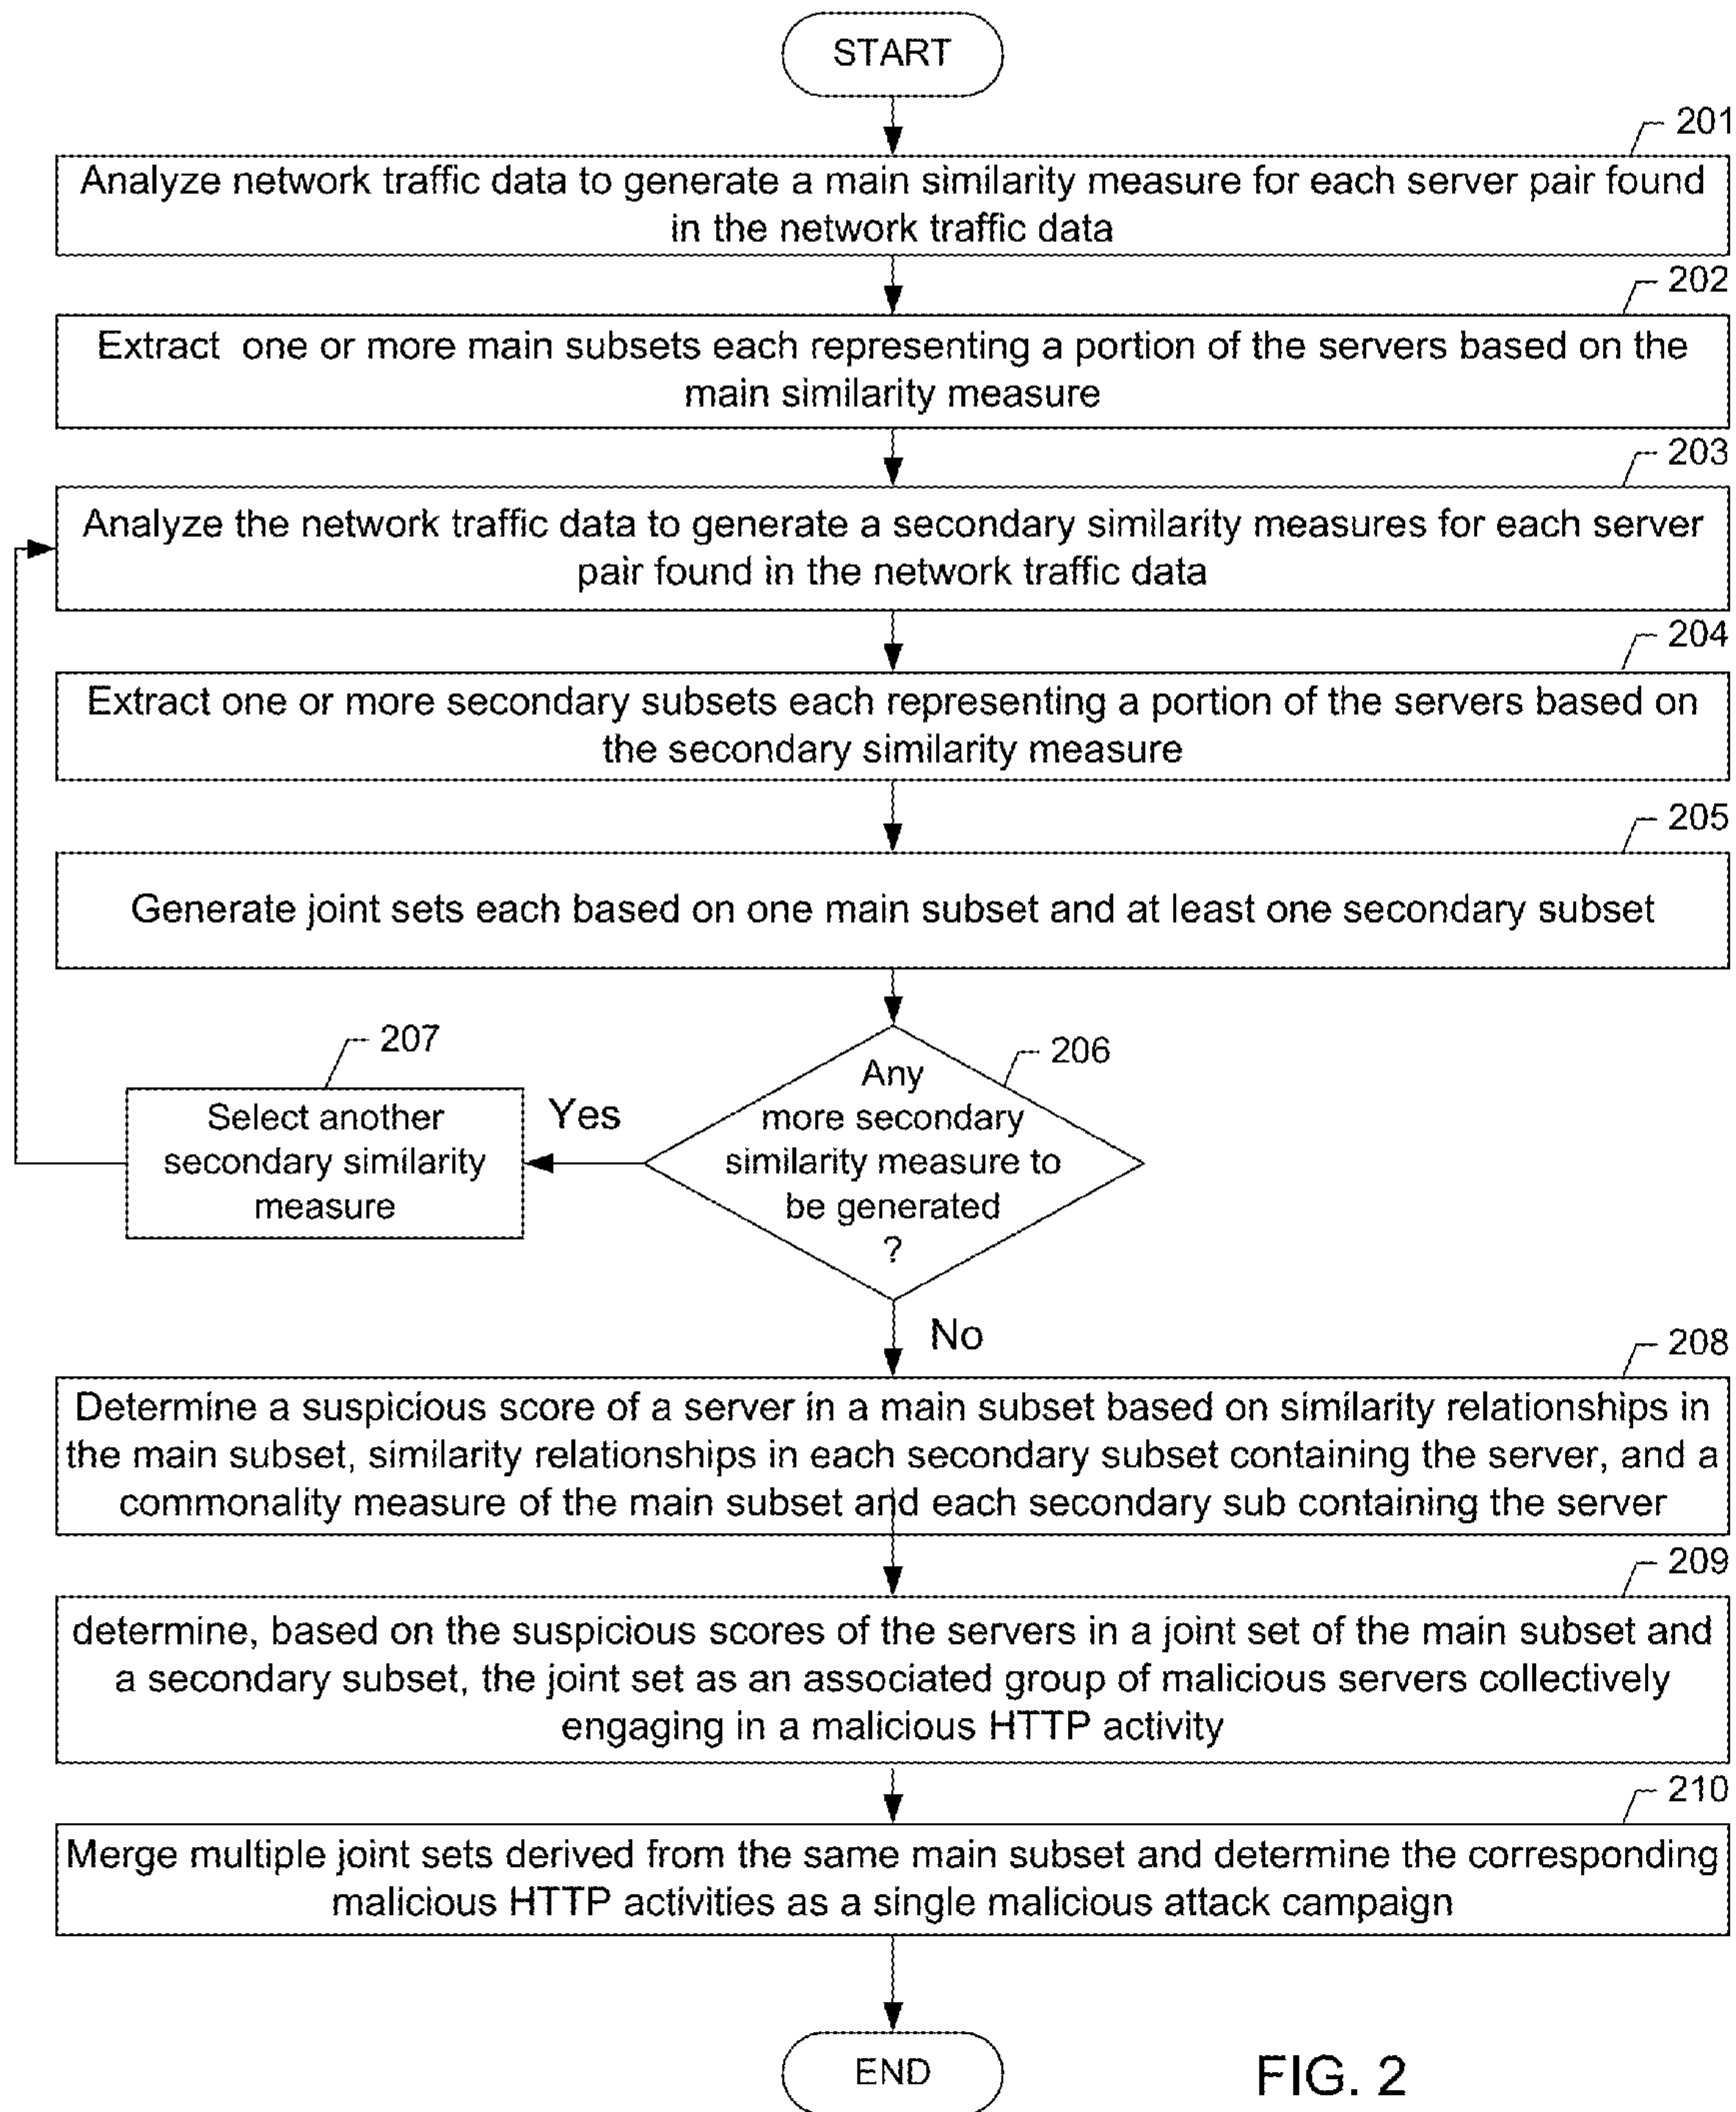 START
201
Analyze network traffic data to generate a main similarity measure for each server pair found
in the network traffic data
202
Extract one or more main subsets each representing a portion of the servers based on the
main similarity measure
203
Analyze the network traffic data to generate a secondary similarity measures for each server
pair found in the network traffic data
204
Extract one or more secondary subsets each representing a portion of the servers based on
the secondary similarity measure
205
Generate joint sets each based on one main subset and at least one secondary subset
206
Any
more secondary
similarity measure to
be generated
?
Yes
207
Select another
secondary similarity
measure
No
208
Determine a suspicious score of a server in a main subset based on similarity relationships in
the main subset, similarity relationships in each secondary subset containing the server, and a
commonality measure of the main subset and each secondary sub containing the server
209
determine, based on the suspicious scores of the servers in a joint set of the main subset and
a secondary subset, the joint set as an associated group of malicious servers collectively
engaging in a malicious HTTP activity
210
Merge multiple joint sets derived from the same main subset and determine the corresponding
malicious HTTP activities as a single malicious attack campaign
END
FIG. 2